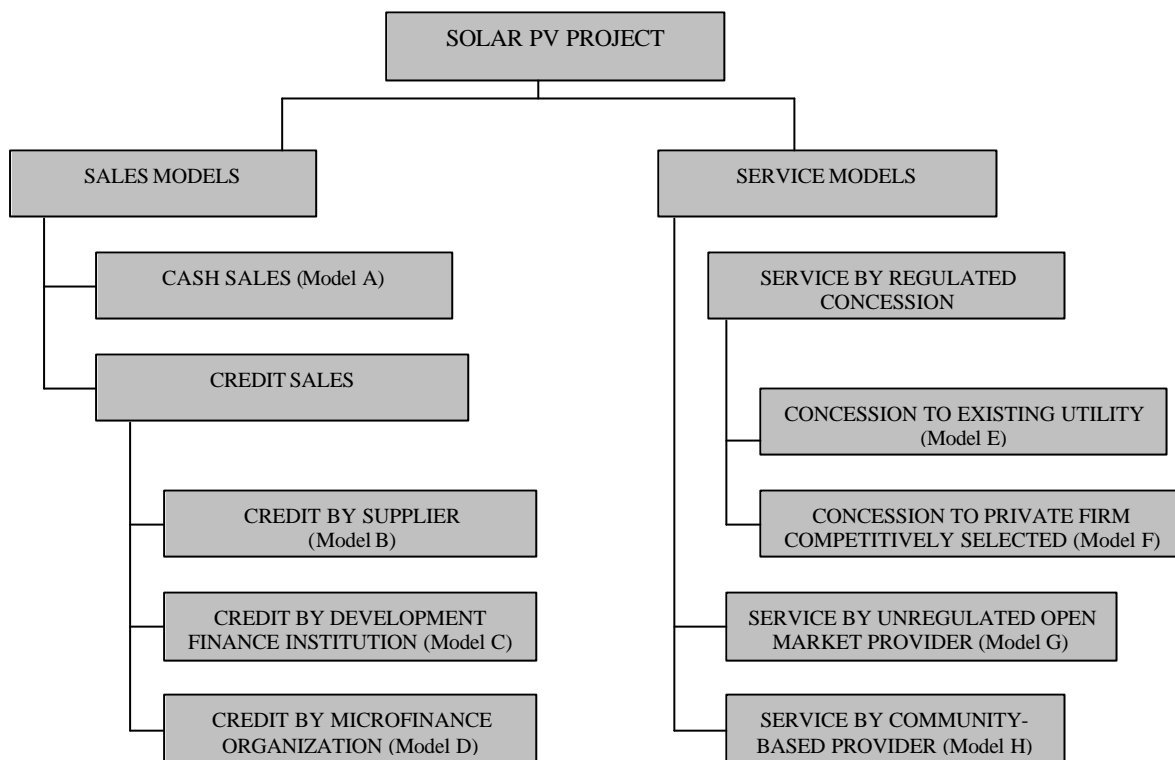 SOLAR PV PROJECT
SALES MODELS
CASH SALES (Model A)
CREDIT SALES
CREDIT BY SUPPLIER
(Model B)
CREDIT BY DEVELOPMENT
FINANCE INSTITUTION (Model C)
CREDIT BY MICROFINANCE
ORGANIZATION (Model D)
SERVICE MODELS
SERVICE BY REGULATED
CONCESSION
CONCESSION TO EXISTING UTILITY
(Model E)
CONCESSION TO PRIVATE FIRM
COMPETITIVELY SELECTED (Model F)
SERVICE BY UNREGULATED OPEN
MARKET PROVIDER (Model G)
SERVICE BY COMMUNITY-
BASED PROVIDER (Model H)